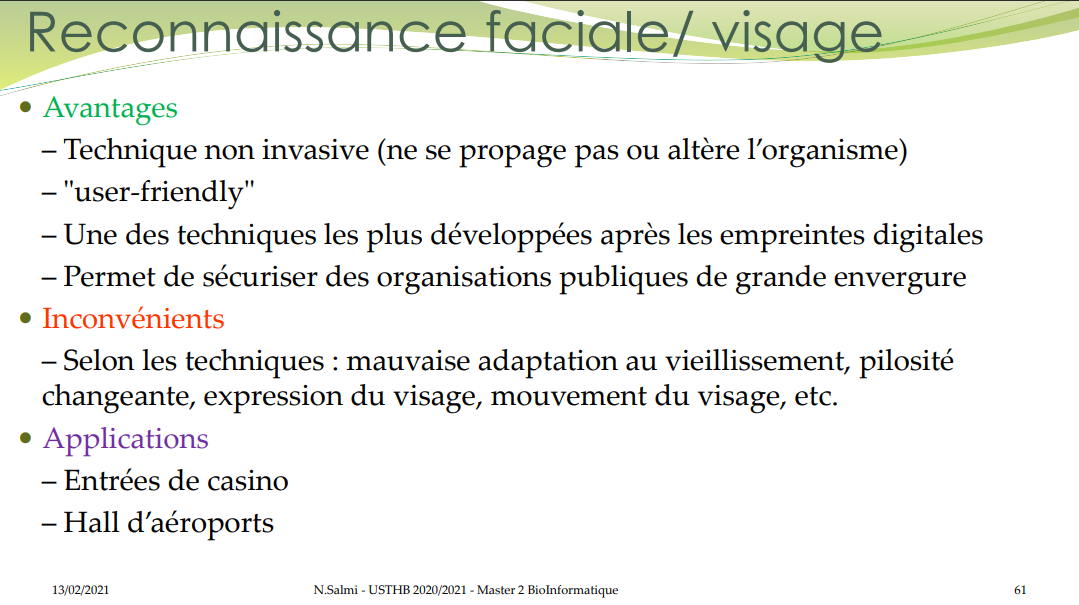 Reconnaissance faciale/ visage
• Avantages
– Technique non invasive (ne se propage pas ou altère l’organisme)
– "user-friendly"
– Une des techniques les plus développées après les empreintes digitales
– Permet de sécuriser des organisations publiques de grande envergure
• Inconvénients
– Selon les techniques : mauvaise adaptation au vieillissement, pilosité
changeante, expression du visage, mouvement du visage, etc.
• Applications
– Entrées de casino
– Hall d’aéroports
13/02/2021 N.Salmi - USTHB 2020/2021 - Master 2 BioInformatique 61